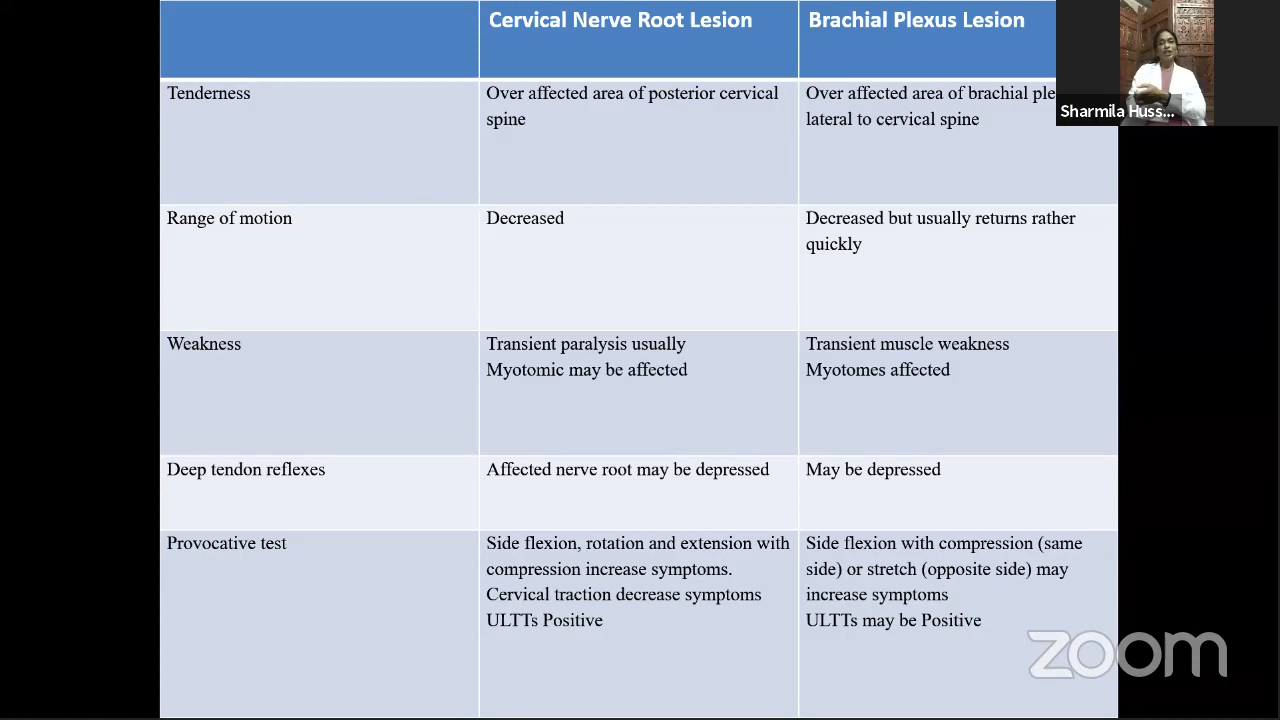 Cervical Nerve Root Lesion
Brachial Plexus Lesion
Tenderness
Over affected area of posterior cervical
spine
Over affected area of brachial ple
lateral to cervical spine
Sharmila Huss...
Range of motion
Decreased
Decreased but usually returns rather
quickly
Weakness
Transient paralysis usually
Myotomic may be affected
Transient muscle weakness
Myotomes affected
Deep tendon reflexes
Affected nerve root may be depressed
May be depressed
Provocative test
Side flexion, rotation and extension with
compression increase symptoms.
Cervical traction decrease symptoms
ULTTs Positive
Side flexion with compression (same
side) or stretch (opposite side) may
increase symptoms
ULTTs may be Positive
zoom